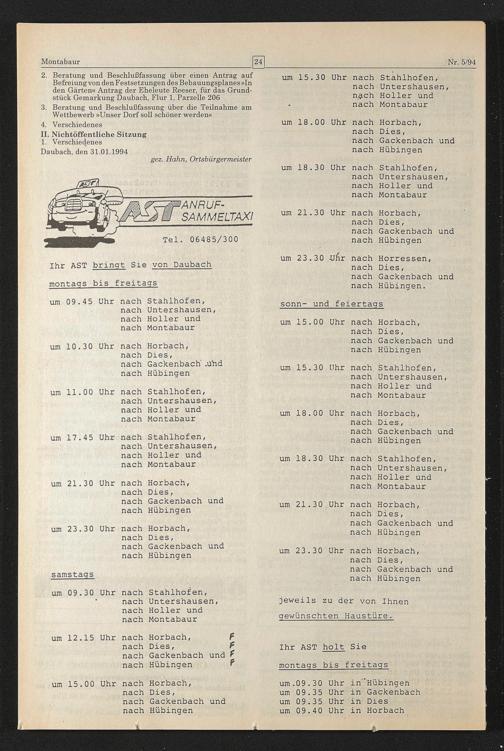 Montabaur
24
Nr. 5/94
2. Beratung und Beschlußfassung über einen Antrag auf
Befreiung von den Festsetzungen des Bebauungsplanes »In
den Gärten« Antrag der Eheleute Reeser, für das Grund-
stück Gemarkung Daubach, Flur 1, Parzelle 206
3. Beratung und Beschlußfassung über die Teilnahme am
Wettbewerb »Unser Dorf soll schöner werden«
4. Verschiedenes
II. Nichtöffentliche Sitzung
1. Verschiedenes
Daubach, den 31.01.1994
gez. Hahn, Ortsbürgermeister
AST
AST ANRUF-
SAMMELTAXI
Tel. 06485/300
Ihr AST bringt Sie von Daubach
montags bis freitags
um 09.45 Uhr nach Stahlhofen,
nach Untershausen,
nach Holler und
nach Montabaur
um 10.30 Uhr nach Horbach,
nach Dies,
nach Gackenbach und
nach Hübingen
um 11.00 Uhr nach Stahlhofen,
nach Untershausen,
nach Holler und
nach Montabaur
um 17.45 Uhr nach Stahlhofen,
nach Untershausen,
nach Holler und
nach Montabaur
um 21.30 Uhr nach Horbach,
nach Dies,
nach Gackenbach und
nach Hübingen
um 23.30 Uhr nach Horbach,
nach Dies,
nach Gackenbach und
nach Hübingen
samstags
um 09.30 Uhr nach Stahlhofen,
nach Untershausen,
nach Holler und
nach Montabaur
um 12.15 Uhr nach Horbach, F
nach Dies, F
nach Gackenbach und F
nach Hübingen F
um 15.00 Uhr nach Horbach,
nach Dies,
nach Gackenbach und
nach Hübingen
um 15.30 Uhr nach Stahlhofen,
nach Untershausen,
nach Holler und
nach Montabaur
um 18.00 Uhr nach Horbach,
nach Dies,
nach Gackenbach und
nach Hübingen
um 18.30 Uhr nach Stahlhofen,
nach Untershausen,
nach Holler und
nach Montabaur
um 21.30 Uhr nach Horbach,
nach Dies,
nach Gackenbach und
nach Hübingen
um 23.30 Uhr nach Horressen,
nach Dies,
nach Gackenbach und
nach Hübingen.
sonn- und feiertags
um 15.00 Uhr nach Horbach,
nach Dies,
nach Gackenbach und
nach Hübingen
um 15.30 Uhr nach Stahlhofen,
nach Untershausen,
nach Holler und
nach Montabaur
um 18.00 Uhr nach Horbach,
nach Dies,
nach Gackenbach und
nach Hübingen
um 18.30 Uhr nach Stahlhofen,
nach Untershausen,
nach Holler und
nach Montabaur
um 21.30 Uhr nach Horbach,
nach Dies,
nach Gackenbach und
nach Hübingen
um 23.30 Uhr nach Horbach,
nach Dies,
nach Gackenbach und
nach Hübingen
jeweils zu der von Ihnen
gewünschten Haustüre.
Ihr AST holt Sie
montags bis freitags
um 09.30 Uhr in Hübingen
um 09.35 Uhr in Gackenbach
um 09.35 Uhr in Dies
um 09.40 Uhr in Horbach